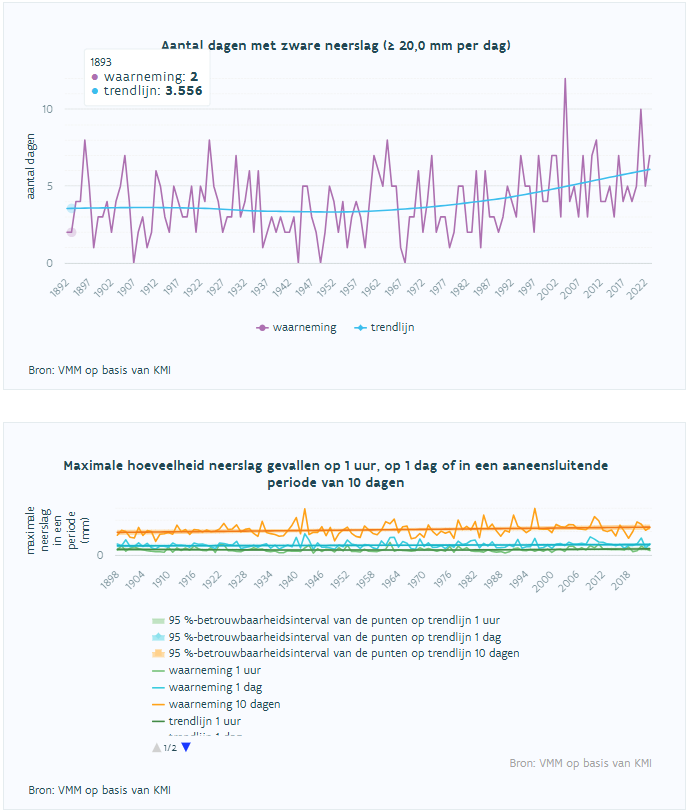 Aantal dagen met zware neerslag (≥ 20,0 mm per dag)
1893
waarneming: 2
trendlijn: 3.556
aantal dagen
10
5
0
1892 1897 1902 1907 1912 1917 1922 1927 1932 1937 1942 1947 1952 1957 1962 1967 1972 1977 1982 1987 1992 1997 2002 2007 2012 2017 2022
waarneming trendlijn
Bron: VMM op basis van KMI
Maximale hoeveelheid neerslag gevallen op 1 uur, op 1 dag of in een aaneensluitende
periode van 10 dagen
maximale
neerslag
in een
periode
(mm)
0
1898 1904 1910 1916 1922 1928 1934 1940 1946 1952 1958 1964 1970 1976 1982 1988 1994 2000 2006 2012 2018
95 %-betrouwbaarheidsinterval van de punten op trendlijn 1 uur
95 %-betrouwbaarheidsinterval van de punten op trendlijn 1 dag
95 %-betrouwbaarheidsinterval van de punten op trendlijn 10 dagen
waarneming 1 uur
waarneming 1 dag
waarneming 10 dagen
trendlijn 1 uur
trendlijn 1 dag
1/2
Bron: VMM op basis van KMI
Bron: VMM op basis van KMI